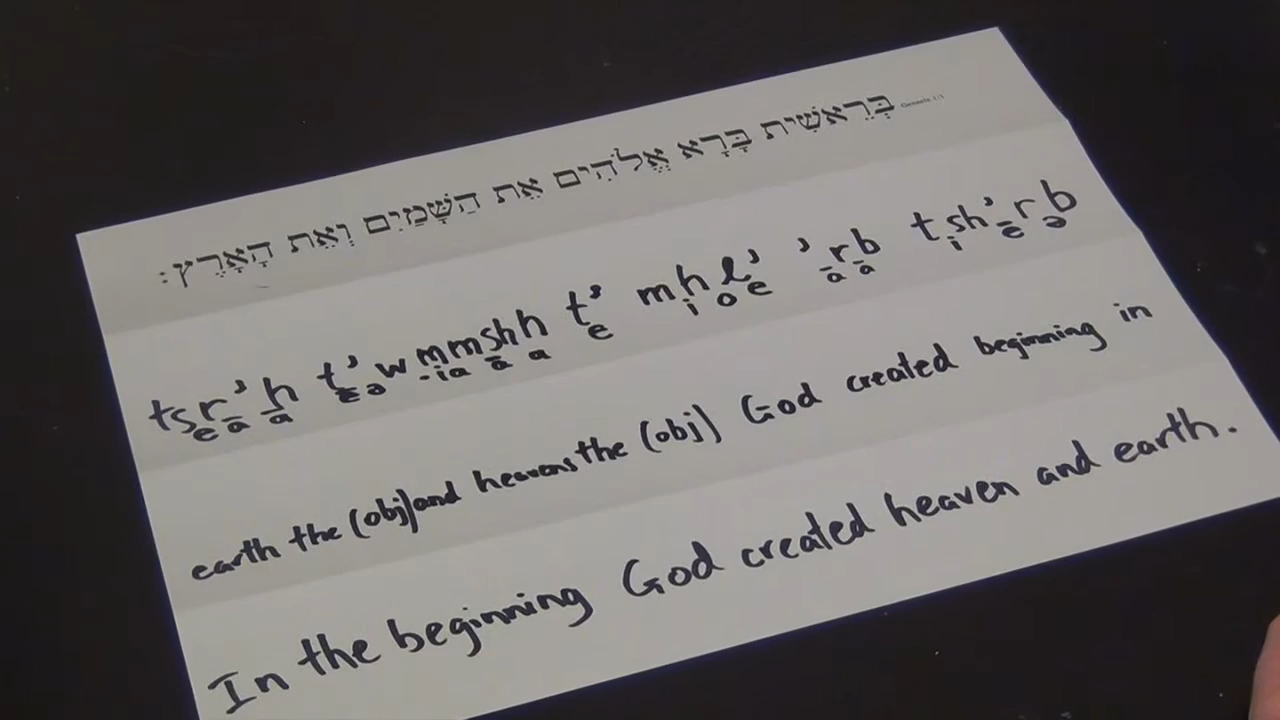 Genesis 1:1 בְּרֵאשִׁית בָּרָא אֱלֹהִים אֵת הַשָּׁמַיִם וְאֵת הָאָרֶץ׃
tsr’h t’w mmshh t’ mhl’ ’rb tsh’rb
e ā ā ē ə -ia ā a e i o e ā ā i ē ə
earth the (obj) and heavens the (obj) God created beginning in
In the beginning God created heaven and earth.